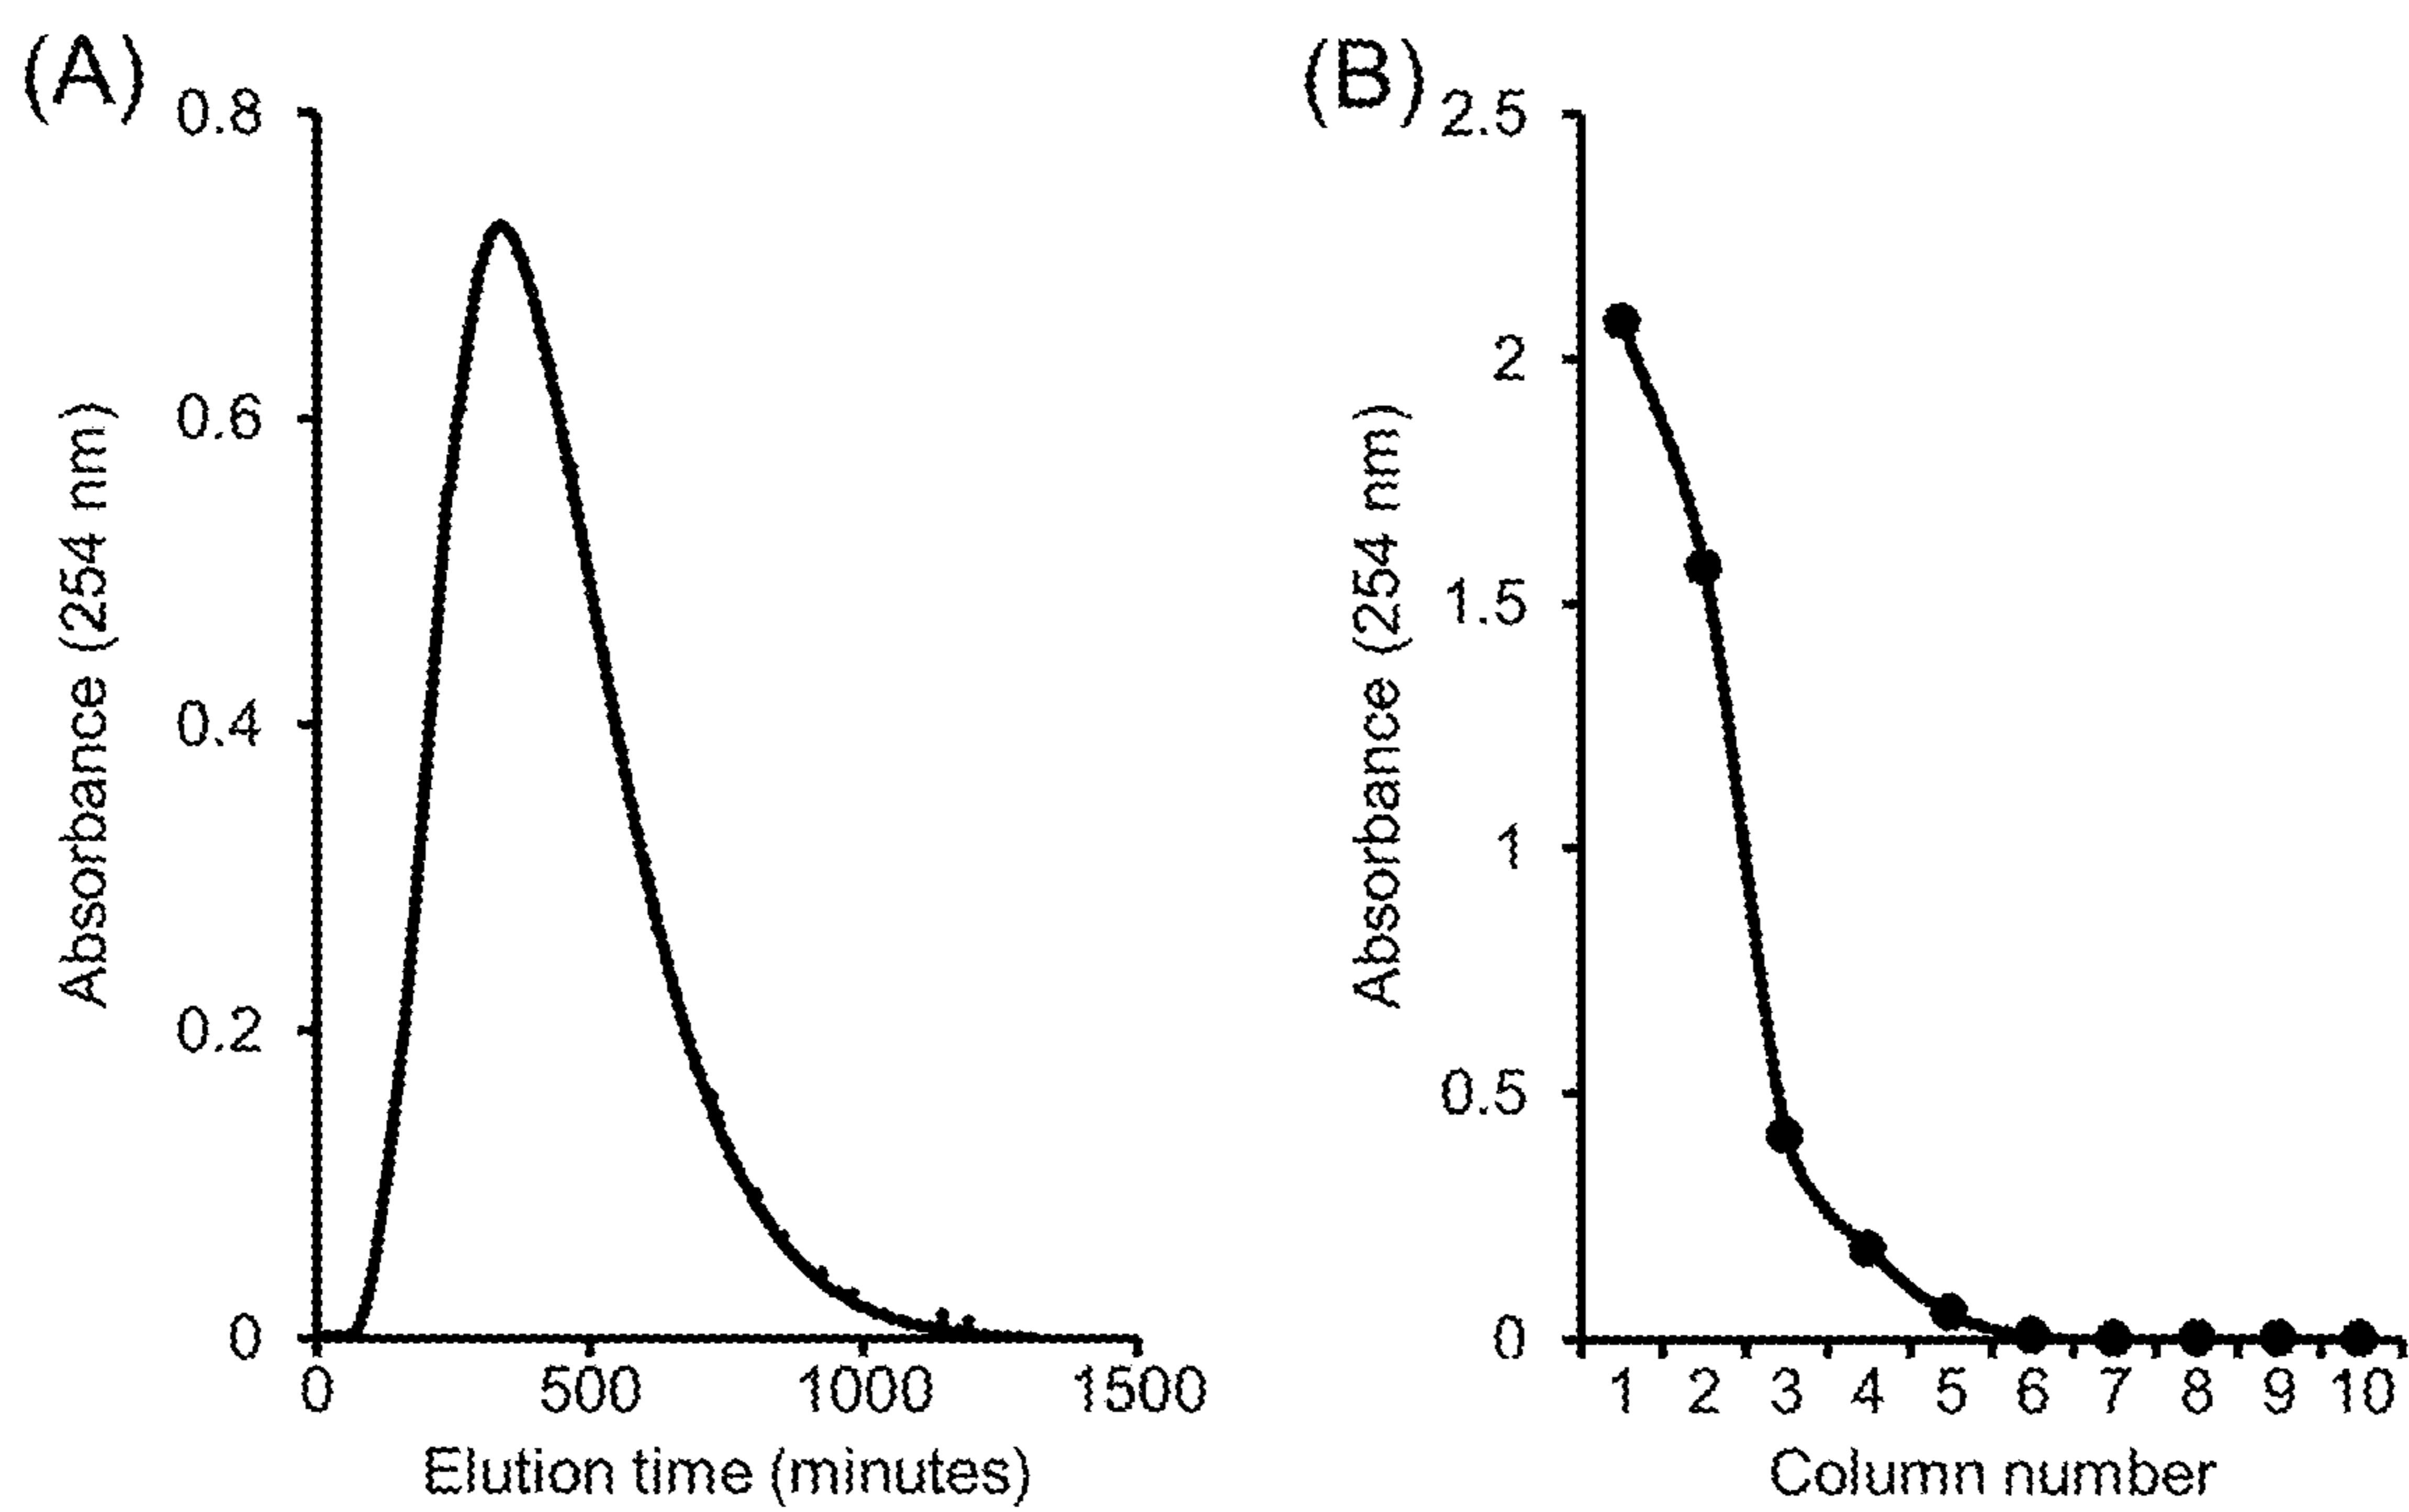 (A)
Absorbance (254 nm)
0.8
0.6
0.4
0.2
0
0 500 1000 1500
Elution time (minutes)
(B)
Absorbance (254 nm)
2.5
2
1.5
1
0.5
0
1 2 3 4 5 6 7 8 9 10
Column number